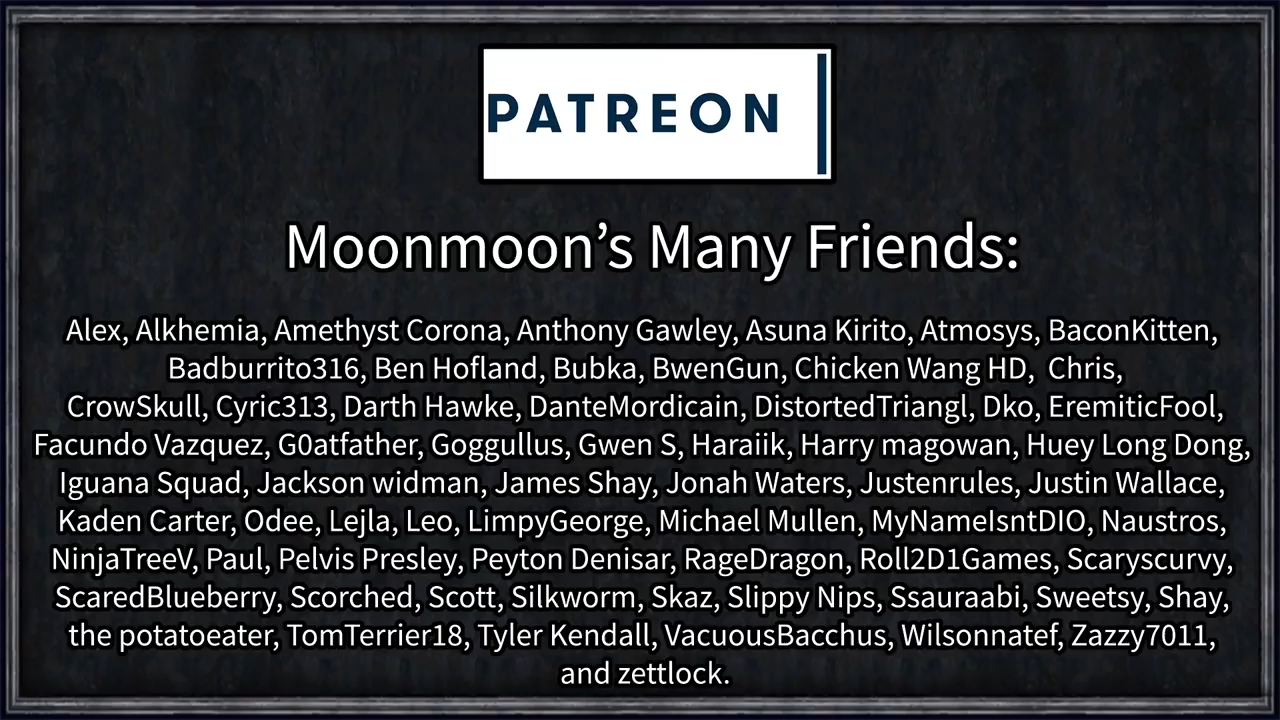 PATREON
Moonmoon’s Many Friends:
Alex, Alkhemia, Amethyst Corona, Anthony Gawley, Asuna Kirito, Atmosys, BaconKitten,
Badburrito316, Ben Hofland, Bubka, BwenGun, Chicken Wang HD,  Chris,
CrowSkull, Cyric313, Darth Hawke, DanteMordicain, DistortedTriangl, Dko, EremiticFool,
Facundo Vazquez, G0atfather, Goggullus, Gwen S, Haraiik, Harry magowan, Huey Long Dong,
Iguana Squad, Jackson widman, James Shay, Jonah Waters, Justenrules, Justin Wallace,
Kaden Carter, Odee, Lejla, Leo, LimpyGeorge, Michael Mullen, MyNameIsntDIO, Naustros,
NinjaTreeV, Paul, Pelvis Presley, Peyton Denisar, RageDragon, Roll2D1Games, Scaryscurvy,
ScaredBlueberry, Scorched, Scott, Silkworm, Skaz, Slippy Nips, Ssauraabi, Sweetsy, Shay,
the potatoeater, TomTerrier18, Tyler Kendall, VacuousBacchus, Wilsonnatef, Zazzy7011,
and zettlock.